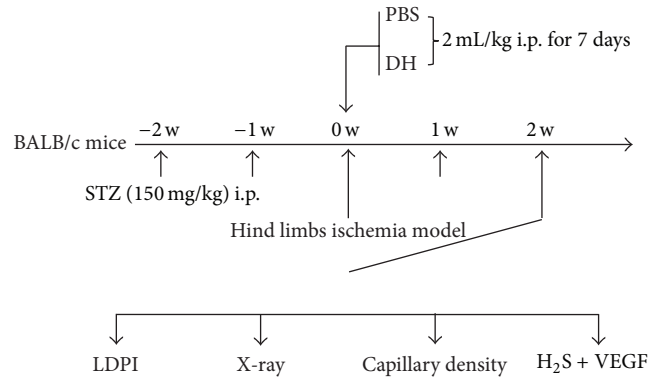 PBS
2 mL/kg i.p. for 7 days
DH
BALB/c mice
−2 w −1 w 0 w 1 w 2 w
STZ (150 mg/kg) i.p.
Hind limbs ischemia model
LDPI X-ray Capillary density H₂S + VEGF